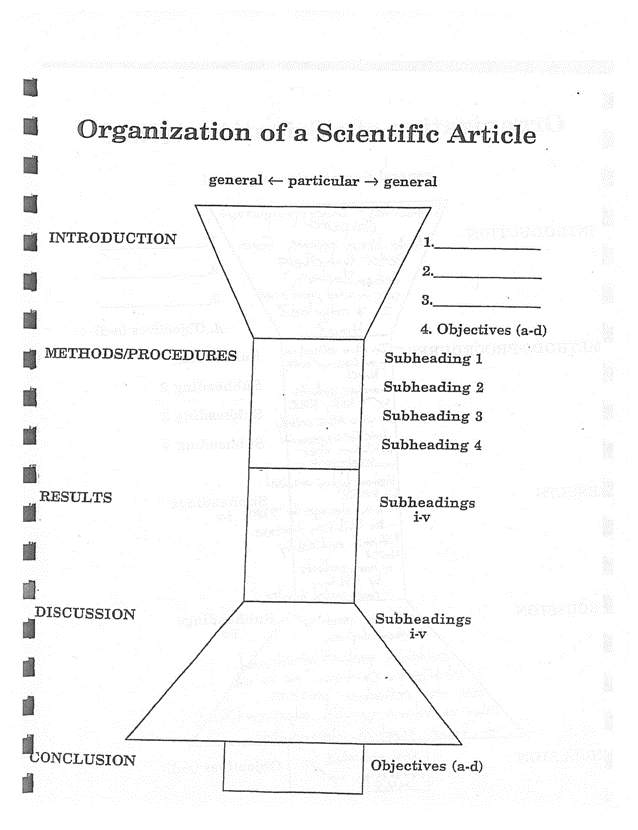 Organization of a Scientific Article
general ← particular → general
INTRODUCTION
1.
2.
3.
4. Objectives (a-d)
METHODS/PROCEDURES
Subheading 1
Subheading 2
Subheading 3
Subheading 4
RESULTS
Subheadings
i-v
DISCUSSION
Subheadings
i-v
CONCLUSION
Objectives (a-d)